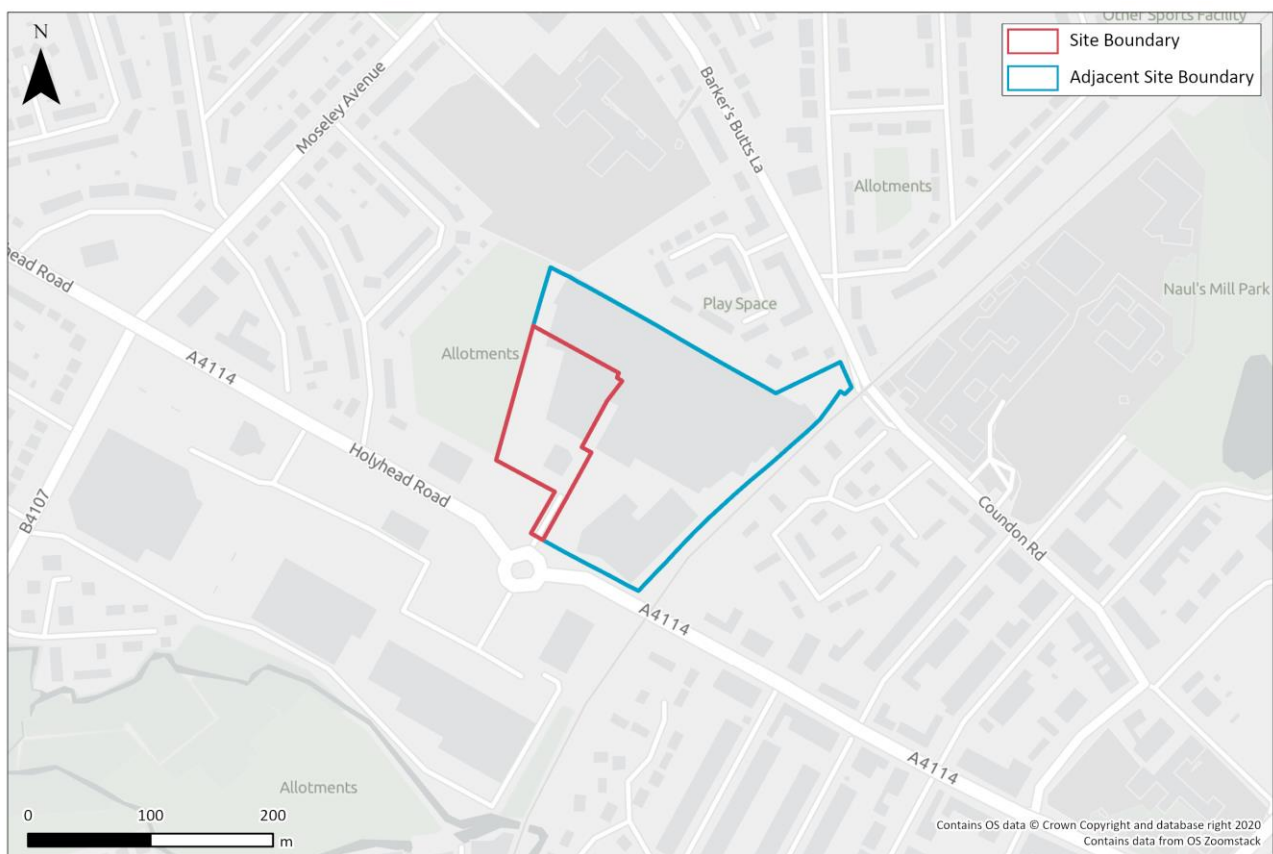 N
Site Boundary
Adjacent Site Boundary
Other Sports Facility
Moseley Avenue
Barker's Butts La
Allotments
Naul's Mill Park
Play Space
head Road
A4114
Allotments
Holyhead Road
B4107
Coundon Rd
A4114
A4114
Allotments
0 100 200
m
Contains OS data © Crown Copyright and database right 2020
Contains data from OS Zoomstack